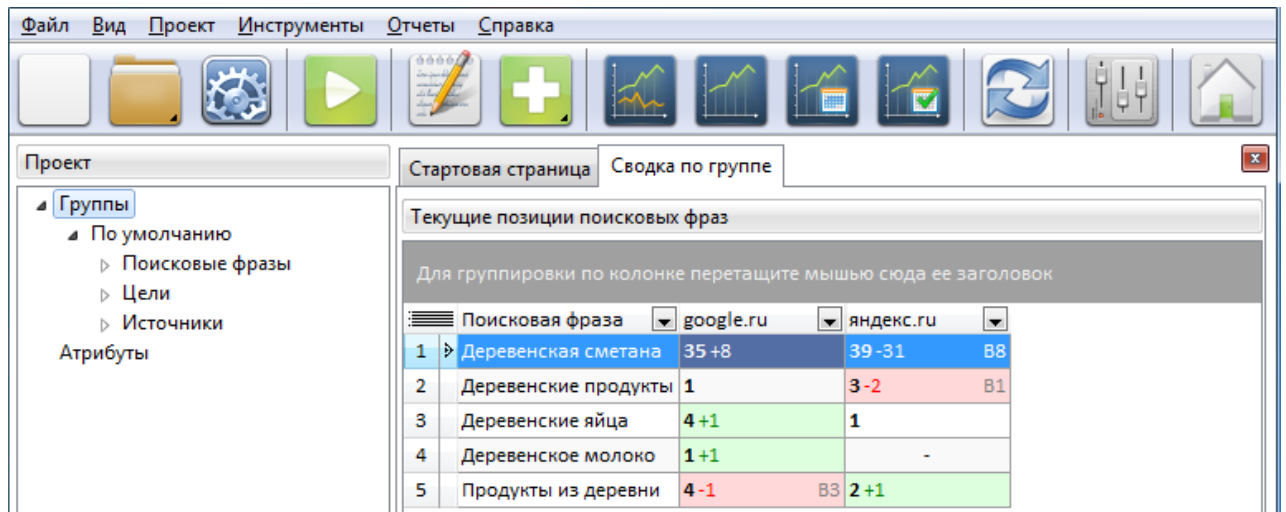 Файл Вид Проект Инструменты Отчеты Справка
Проект
Группы
По умолчанию
Поисковые фразы
Цели
Источники
Атрибуты
Стартовая страница Сводка по группе
Текущие позиции поисковых фраз
Для группировки по колонке перетащите мышью сюда ее заголовок
Поисковая фраза google.ru яндекс.ru
1 Деревенская сметана 35 +8 39 -31 В8
2 Деревенские продукты 1 3 -2 В1
3 Деревенские яйца 4 +1 1
4 Деревенское молоко 1 +1 -
5 Продукты из деревни 4 -1 В3 2 +1